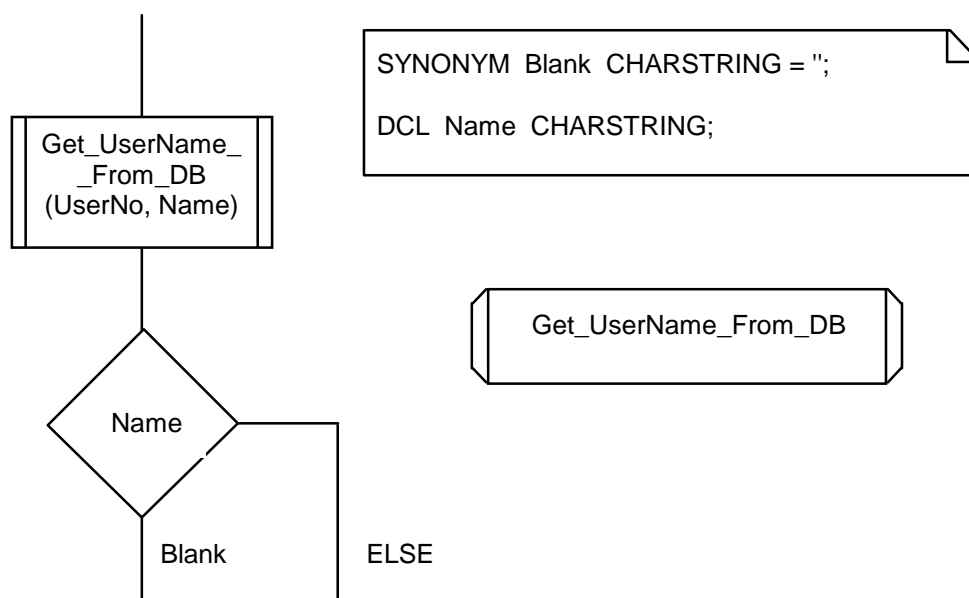 SYNONYM Blank CHARSTRING = '';
DCL Name CHARSTRING;
Get_UserName_
_From_DB
(UserNo, Name)
Get_UserName_From_DB
Name
Blank
ELSE